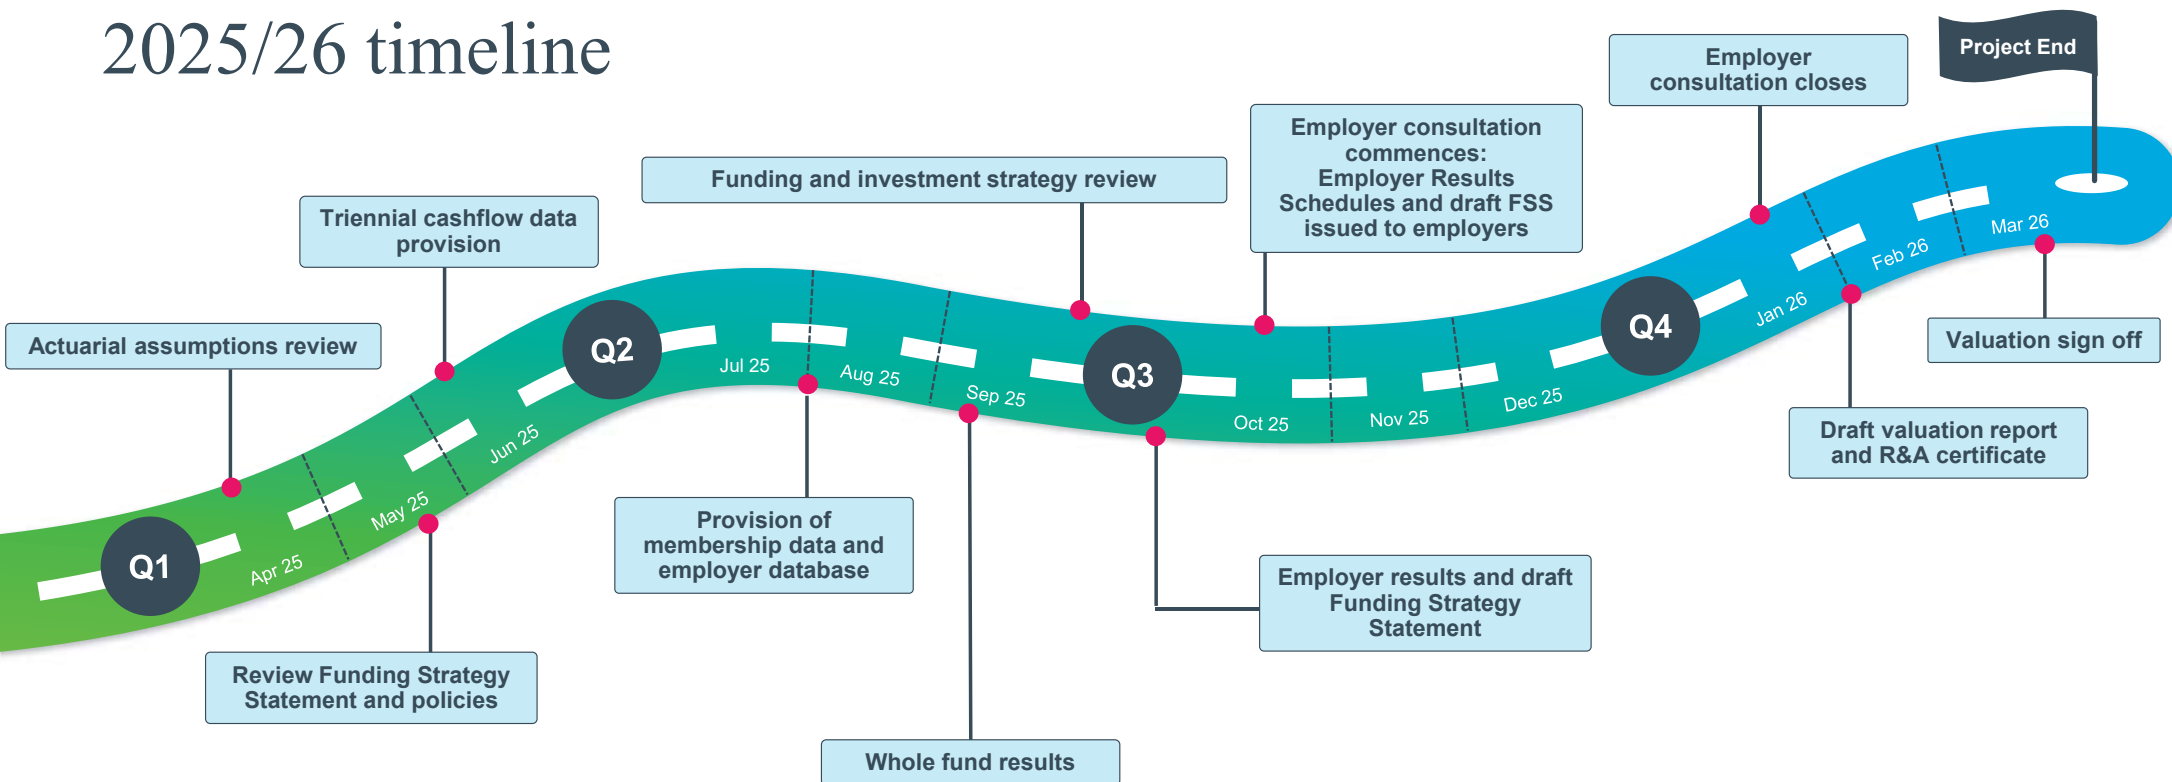 2025/26 timeline
Project End
Employer
consultation closes
Employer consultation
commences:
Employer Results
Schedules and draft FSS
issued to employers
Funding and investment strategy review
Triennial cashflow data
provision
Actuarial assumptions review
Q1
Apr 25
May 25
Jun 25
Q2
Jul 25
Aug 25
Sep 25
Q3
Oct 25
Nov 25
Dec 25
Q4
Jan 26
Feb 26
Mar 26
Valuation sign off
Draft valuation report
and R&A certificate
Provision of
membership data and
employer database
Employer results and draft
Funding Strategy
Statement
Review Funding Strategy
Statement and policies
Whole fund results